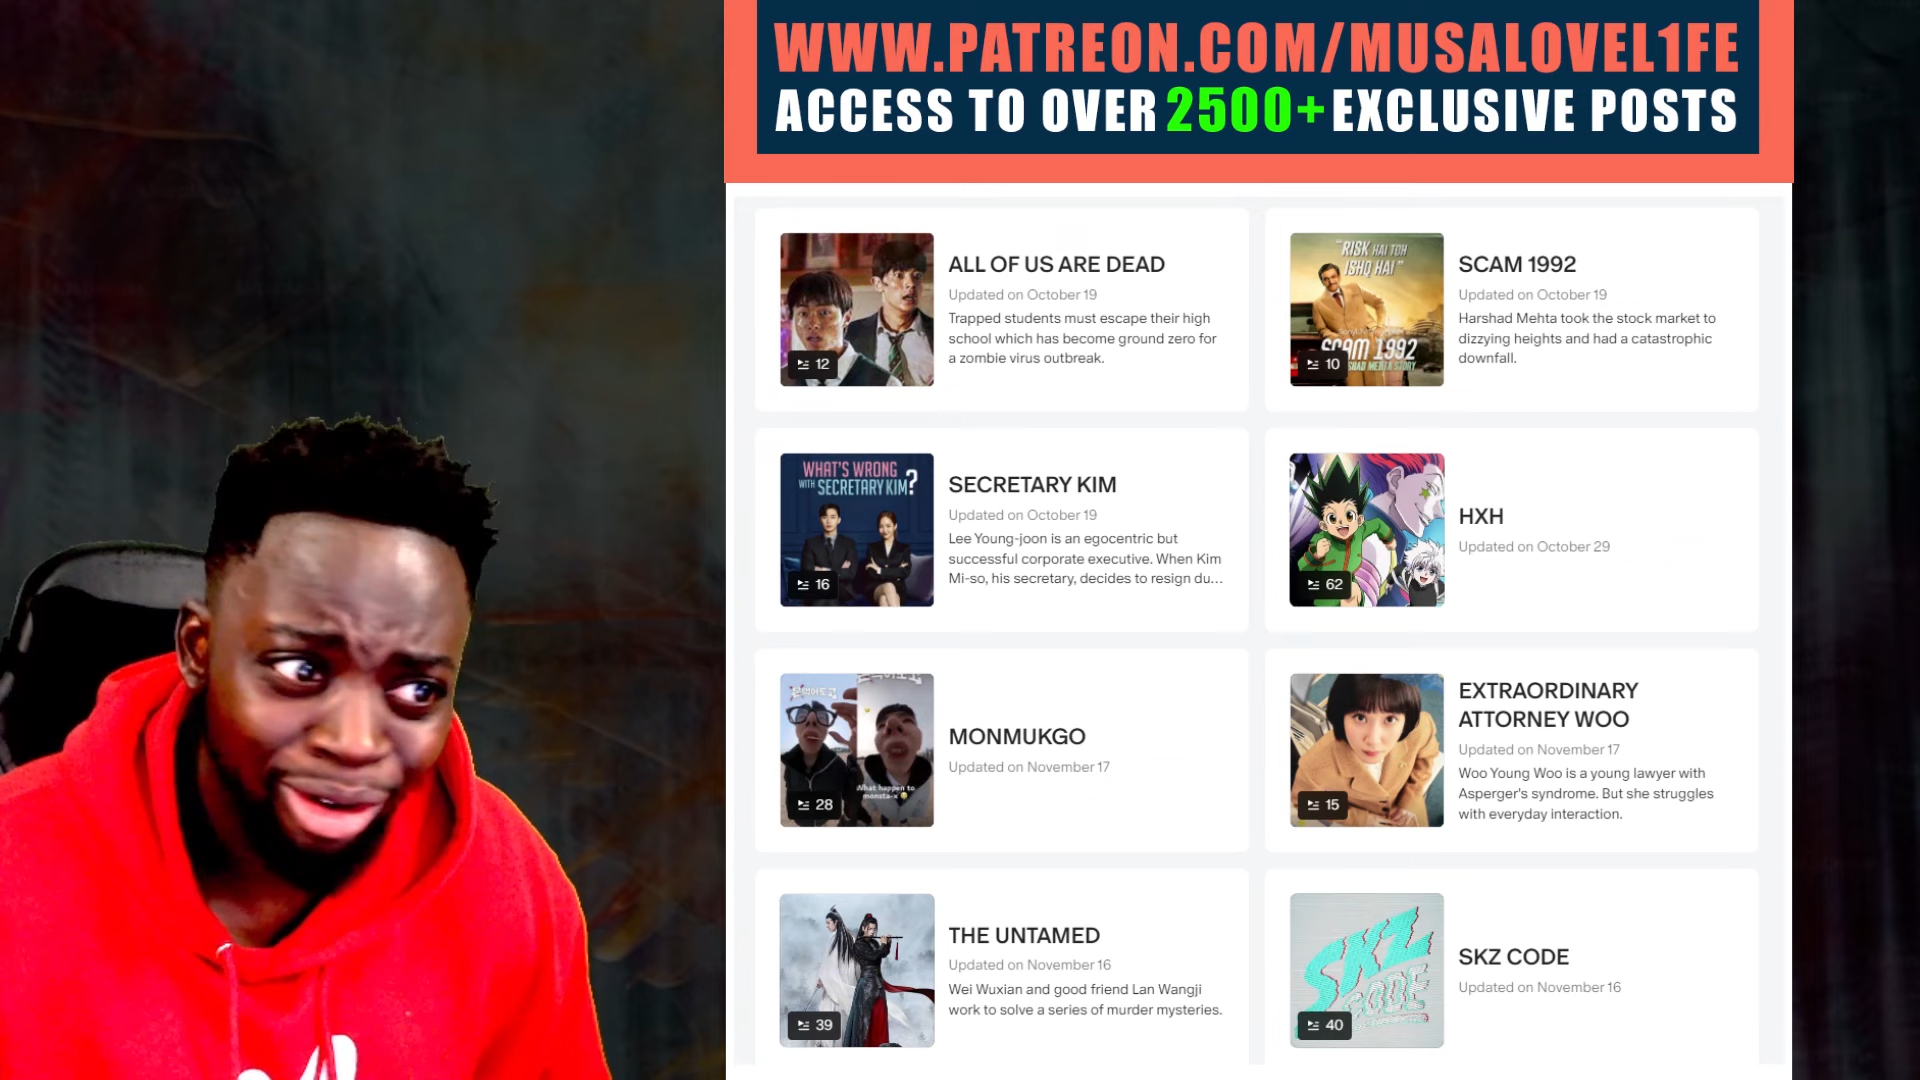 WWW.PATREON.COM/MUSALOVEL1FE
ACCESS TO OVER 2500+ EXCLUSIVE POSTS
ALL OF US ARE DEAD
Updated on October 19
Trapped students must escape their high
school which has become ground zero for
a zombie virus outbreak.
12
"RISK HAI TOH
ISHQ HAI"
SCAM 1992
10
SCAM 1992
Updated on October 19
Harshad Mehta took the stock market to
dizzying heights and had a catastrophic
downfall.
WHAT'S WRONG
WITH SECRETARY KIM?
16
SECRETARY KIM
Updated on October 19
Lee Young-joon is an egocentric but
successful corporate executive. When Kim
Mi-so, his secretary, decides to resign du...
62
HXH
Updated on October 29
What happen to
monsta-x
28
MONMUKGO
Updated on November 17
15
EXTRAORDINARY
ATTORNEY WOO
Updated on November 17
Woo Young Woo is a young lawyer with
Asperger's syndrome. But she struggles
with everyday interaction.
39
THE UNTAMED
Updated on November 16
Wei Wuxian and good friend Lan Wangji
work to solve a series of murder mysteries.
SKZ
CODE
40
SKZ CODE
Updated on November 16